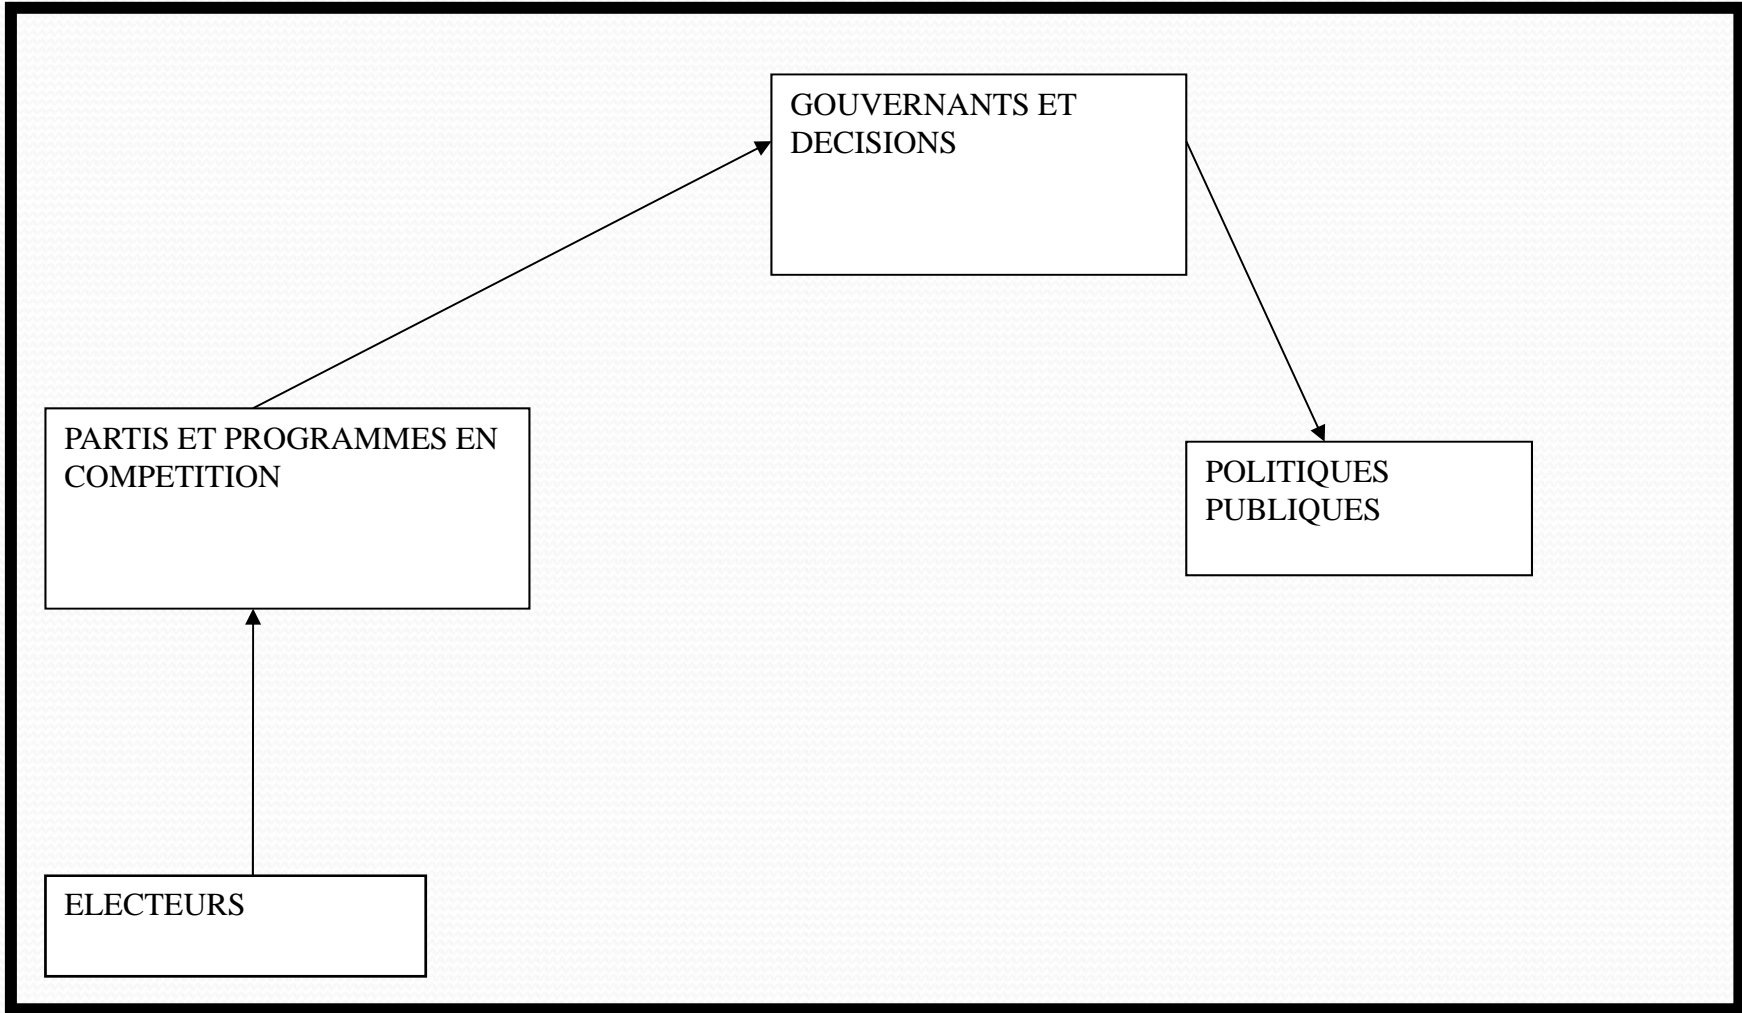 GOUVERNANTS ET
DECISIONS
PARTIS ET PROGRAMMES EN
COMPETITION
POLITIQUES
PUBLIQUES
ELECTEURS